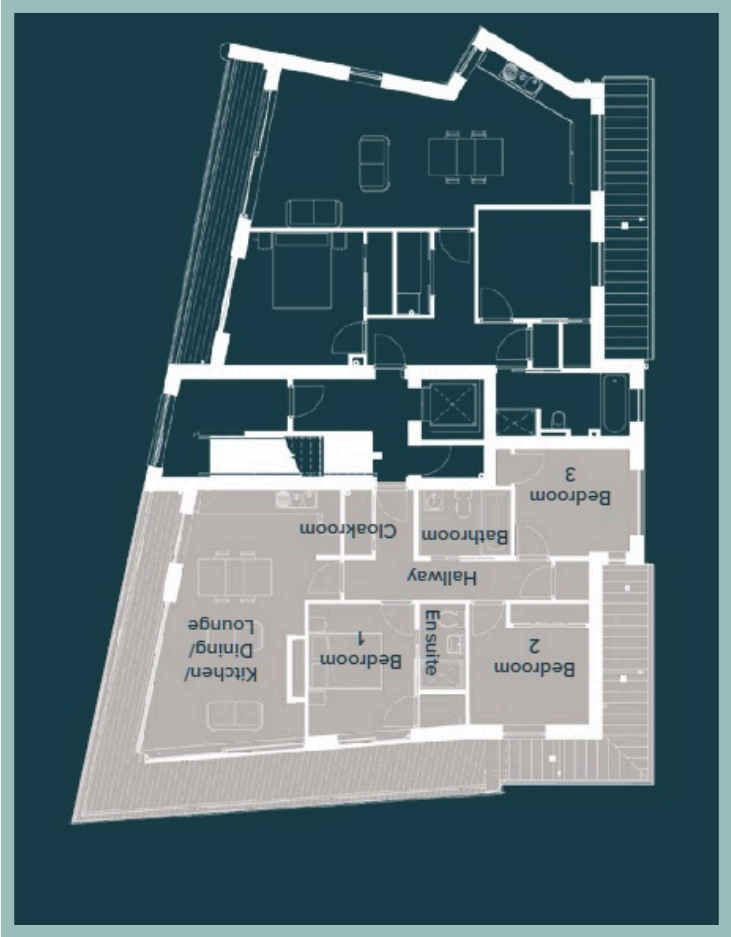 Bedroom
2
En suite
Bedroom
1
Kitchen/
Dining/
Lounge
Hallway
Bathroom
Cloakroom
Bedroom
3